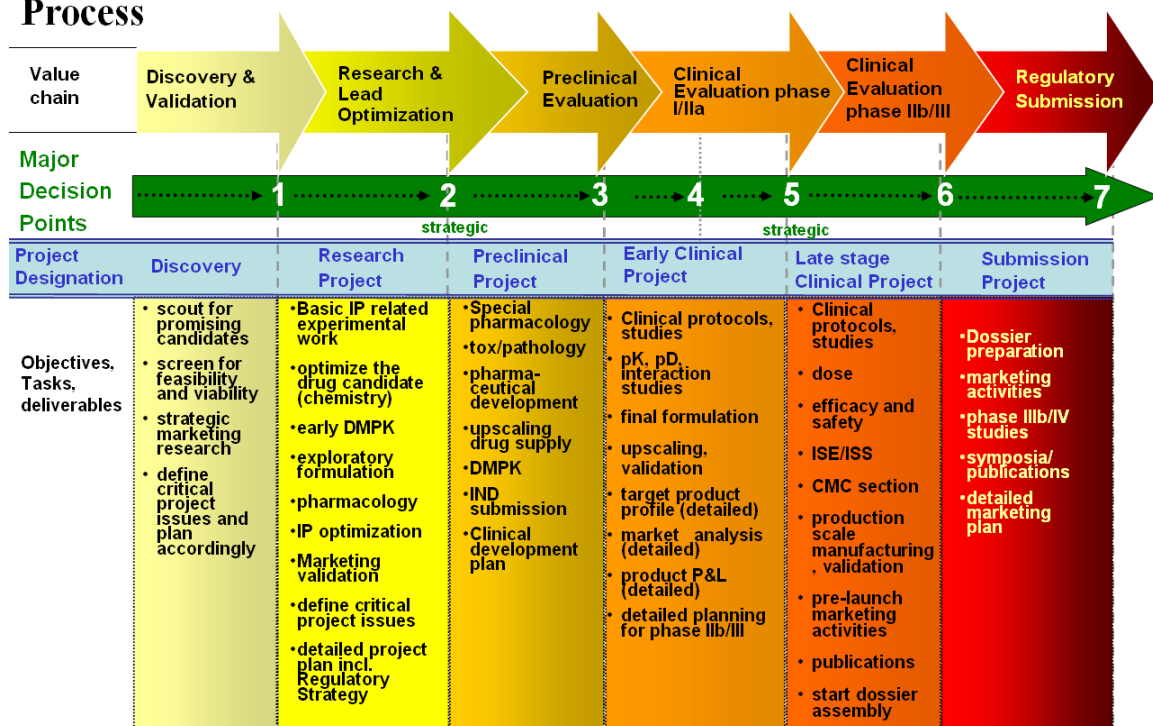 Process
Value
chain
Discovery &
Validation
Research &
Lead
Optimization
Preclinical
Evaluation
Clinical
Evaluation phase
I/IIa
Clinical
Evaluation
phase IIb/III
Regulatory
Submission
Major
Decision
Points
1
2
3
4
5
6
7
strategic
strategic
Project
Designation
Discovery
Research
Project
Preclinical
Project
Early Clinical
Project
Late stage
Clinical Project
Submission
Project
Objectives,
Tasks,
deliverables
• scout for
promising
candidates
• screen for
feasibility
and viability
• strategic
marketing
research
• define
critical
project
issues and
plan
accordingly
•Basic IP related
experimental
work
•optimize the
drug candidate
(chemistry)
•early DMPK
•exploratory
formulation
•pharmacology
•IP optimization
•Marketing
validation
•define critical
project issues
•detailed project
plan incl.
Regulatory
Strategy
•Special
pharmacology
•tox/pathology
•pharma-
ceutical
development
•upscaling
drug supply
•DMPK
•IND
submission
•Clinical
development
plan
• Clinical protocols,
studies
• pK, pD,
interaction
studies
• final formulation
• upscaling,
validation
• target product
profile (detailed)
• market analysis
(detailed)
• product P&L
(detailed)
• detailed planning
for phase IIb/III
• Clinical
protocols,
studies
• dose
• efficacy and
safety
• ISE/ISS
• CMC section
• production
scale
manufacturing
, validation
• pre-launch
marketing
activities
• publications
• start dossier
assembly
•Dossier
preparation
•marketing
activities
•phase IIIb/IV
studies
•symposia/
publications
•detailed
marketing
plan